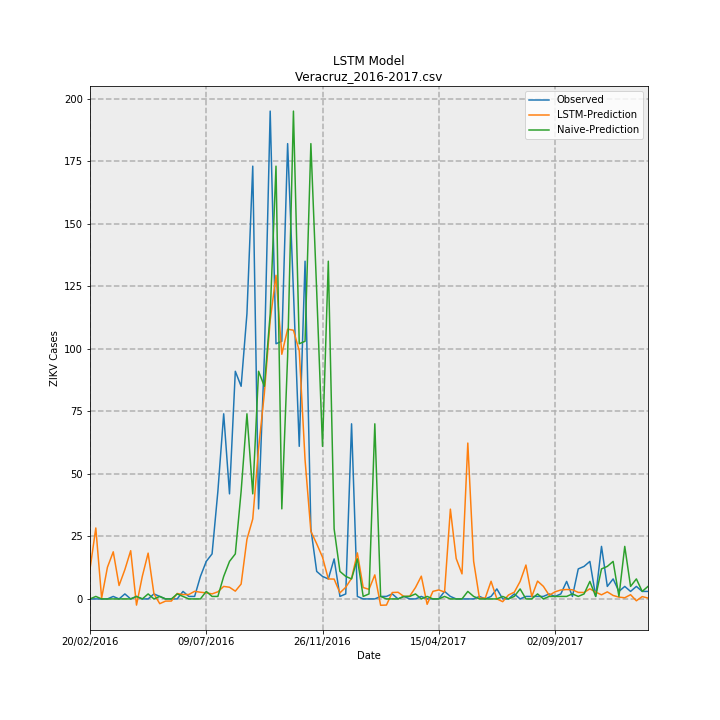 LSTM Model
Veracruz_2016-2017.csv
Observed
LSTM-Prediction
Naive-Prediction
200
175
150
125
100
75
50
25
0
ZIKV Cases
20/02/2016
09/07/2016
26/11/2016
15/04/2017
02/09/2017
Date